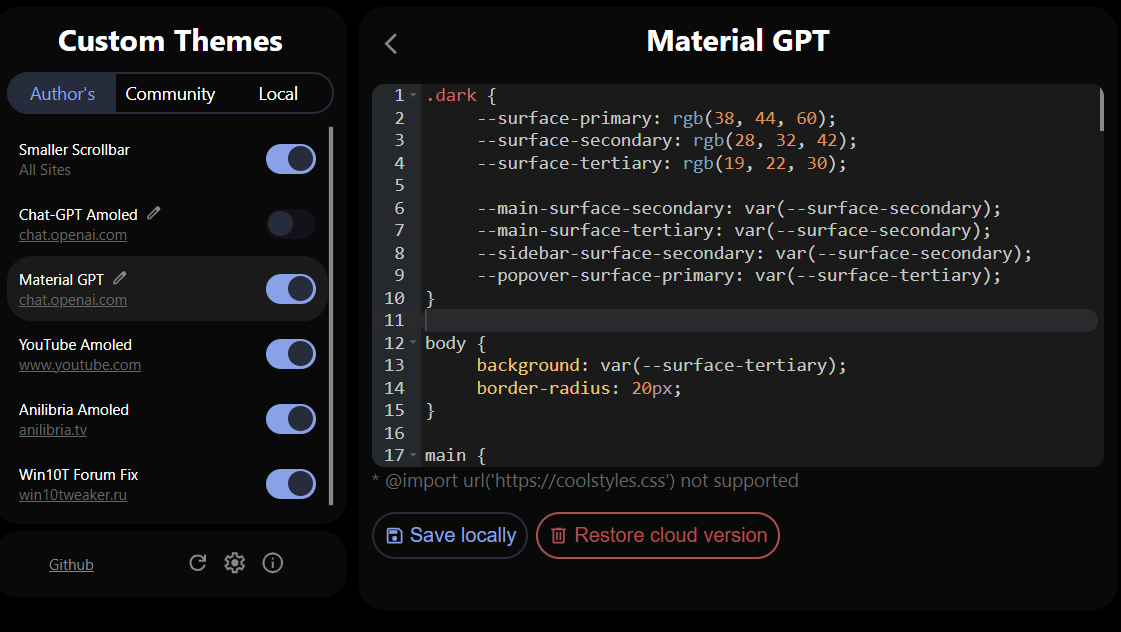 Custom Themes
Author's
Community
Local
Smaller Scrollbar
All Sites
Chat-GPT Amoled
chat.openai.com
Material GPT
chat.openai.com
YouTube Amoled
www.youtube.com
Anilibria Amoled
anilibria.tv
Win10T Forum Fix
win10tweaker.ru
Github
Material GPT
1 .dark {
2 --surface-primary: rgb(38, 44, 60);
3 --surface-secondary: rgb(28, 32, 42);
4 --surface-tertiary: rgb(19, 22, 30);
5
6 --main-surface-secondary: var(--surface-secondary);
7 --main-surface-tertiary: var(--surface-secondary);
8 --sidebar-surface-secondary: var(--surface-secondary);
9 --popover-surface-primary: var(--surface-tertiary);
10 }
11
12 body {
13 background: var(--surface-tertiary);
14 border-radius: 20px;
15 }
16
17 main {
* @import url('https://coolstyles.css') not supported
Save locally
Restore cloud version